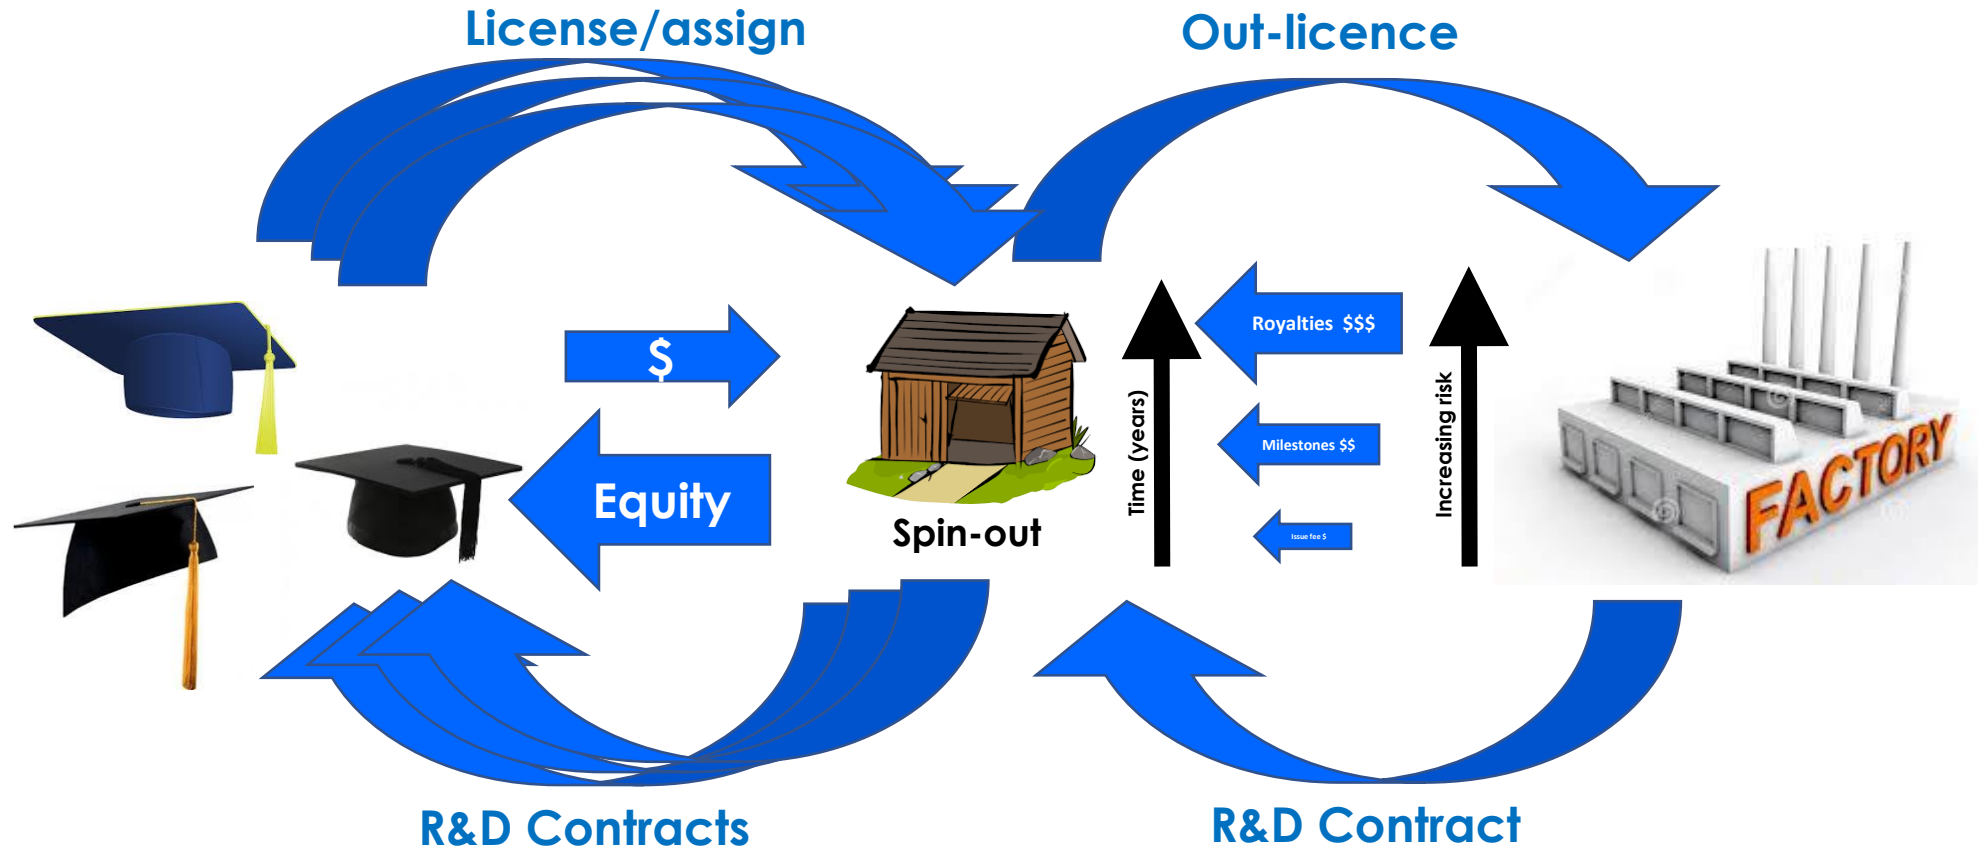 License/assign
Out-licence
$
Equity
Spin-out
Time (years)
Royalties $$$
Milestones $$
Issue fee $
Increasing risk
FACTORY
R&D Contracts
R&D Contract